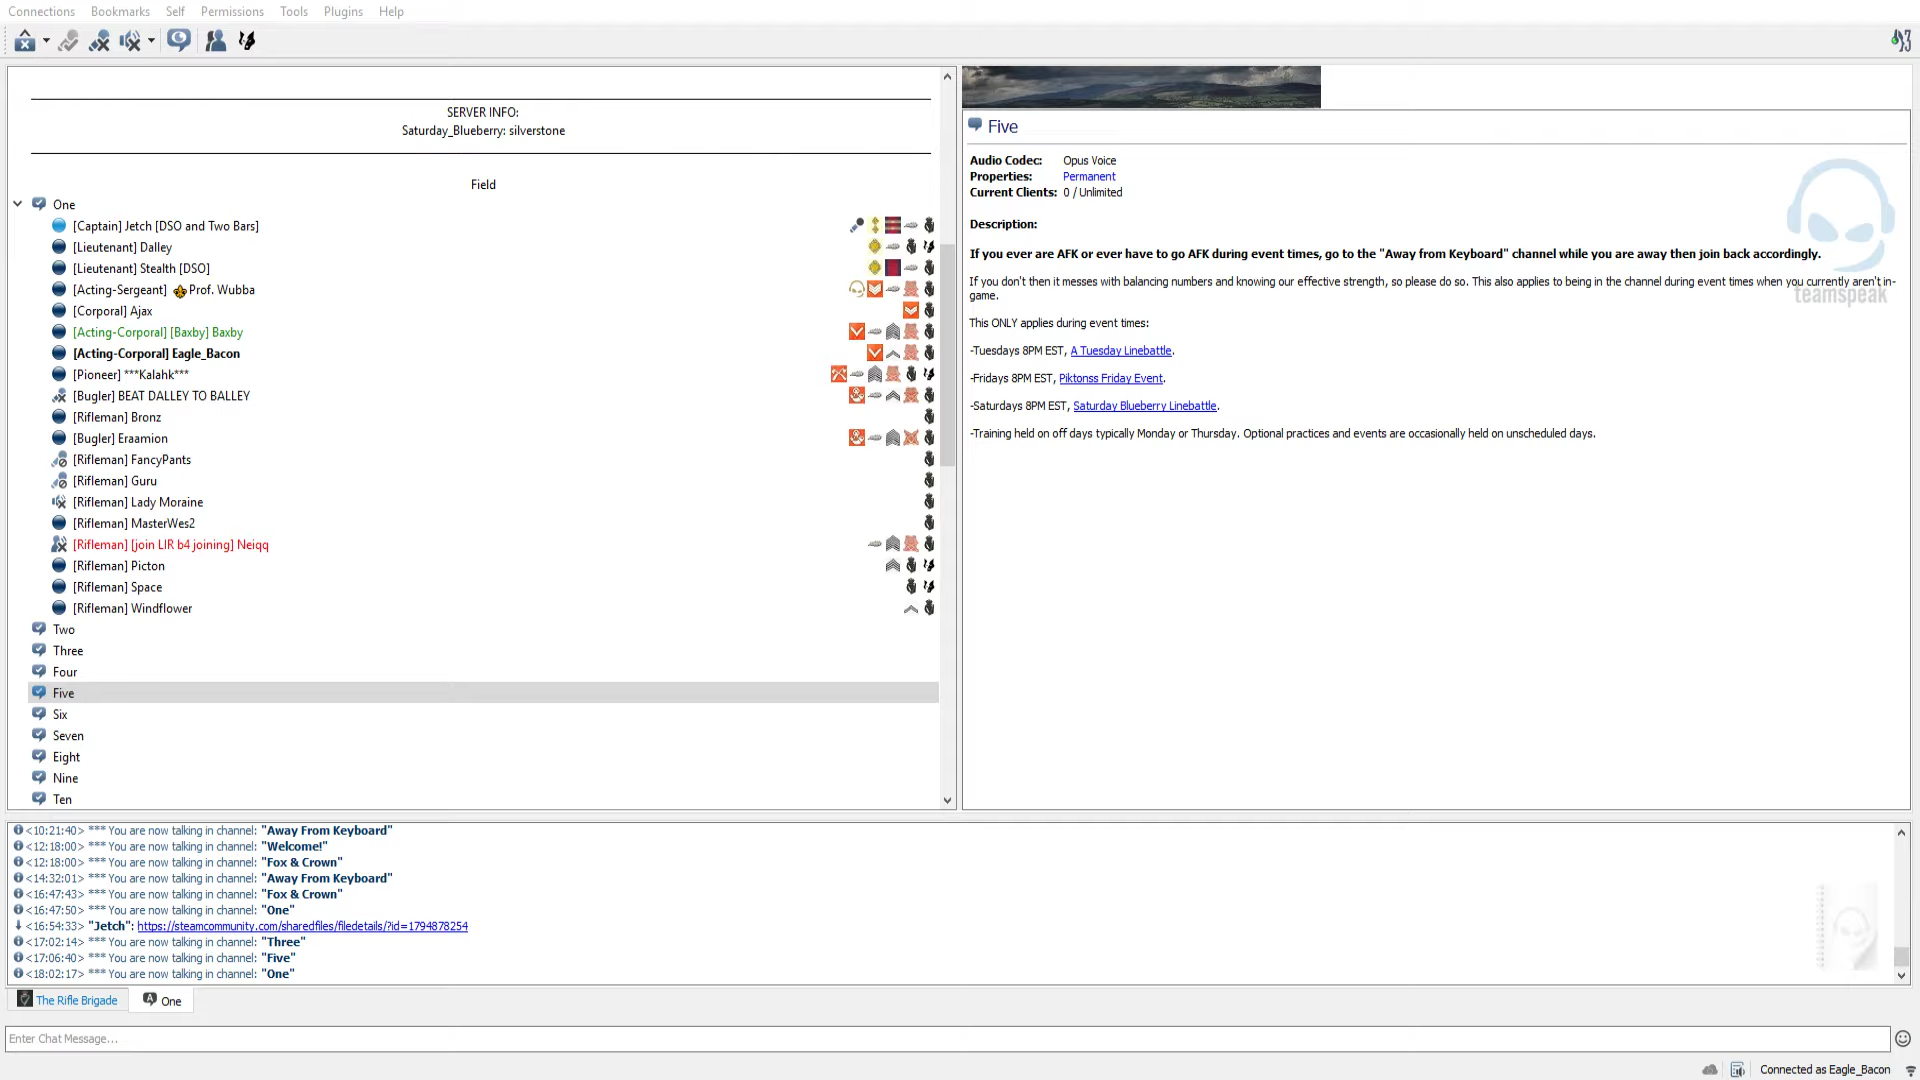 Connections Bookmarks Self Permissions Tools Plugins Help
SERVER INFO:
Saturday_Blueberry: silverstone
Field
One
[Captain] Jetch [DSO and Two Bars]
[Lieutenant] Dalley
[Lieutenant] Stealth [DSO]
[Acting-Sergeant] Prof. Wubba
[Corporal] Ajax
[Acting-Corporal] [Baxby] Baxby
[Acting-Corporal] Eagle_Bacon
[Pioneer] ***Kalahk***
[Bugler] BEAT DALLEY TO BALLEY
[Rifleman] Bronz
[Bugler] Eraamion
[Rifleman] FancyPants
[Rifleman] Guru
[Rifleman] Lady Moraine
[Rifleman] MasterWes2
[Rifleman] [join LIR b4 joining] Neiqq
[Rifleman] Picton
[Rifleman] Space
[Rifleman] Windflower
Two
Three
Four
Five
Six
Seven
Eight
Nine
Ten
Five
Audio Codec: Opus Voice
Properties: Permanent
Current Clients: 0 / Unlimited
Description:
If you ever are AFK or ever have to go AFK during event times, go to the "Away from Keyboard" channel while you are away then join back accordingly.
If you don't then it messes with balancing numbers and knowing our effective strength, so please do so. This also applies to being in the channel during event times when you currently aren't in-
game.
This ONLY applies during event times:
-Tuesdays 8PM EST, A Tuesday Linebattle.
-Fridays 8PM EST, Piktonss Friday Event.
-Saturdays 8PM EST, Saturday Blueberry Linebattle.
-Training held on off days typically Monday or Thursday. Optional practices and events are occasionally held on unscheduled days.
teamspeak
<10:21:40> *** You are now talking in channel: "Away From Keyboard"
<12:18:00> *** You are now talking in channel: "Welcome!"
<12:18:00> *** You are now talking in channel: "Fox & Crown"
<14:32:01> *** You are now talking in channel: "Away From Keyboard"
<16:47:43> *** You are now talking in channel: "Fox & Crown"
<16:47:50> *** You are now talking in channel: "One"
<16:54:33> "Jetch": https://steamcommunity.com/sharedfiles/filedetails/?id=1794878254
<17:02:14> *** You are now talking in channel: "Three"
<17:06:40> *** You are now talking in channel: "Five"
<18:02:17> *** You are now talking in channel: "One"
The Rifle Brigade One
Enter Chat Message...
Connected as Eagle_Bacon